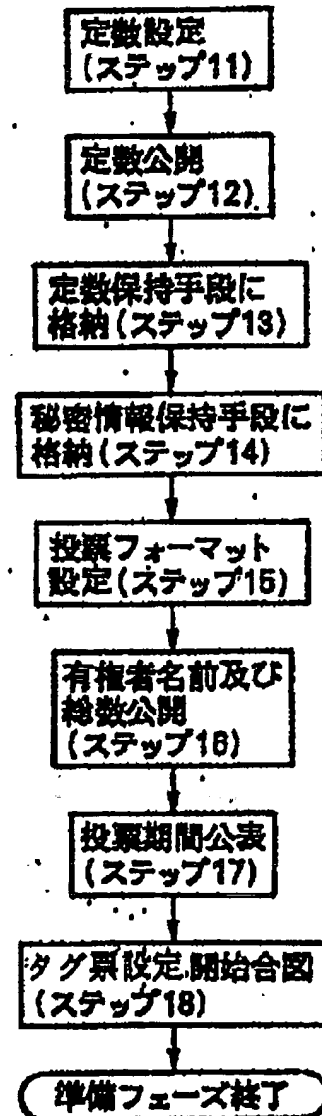 定数設定
(ステップ11)
定数公開
(ステップ12)
定数保持手段に
格納(ステップ13)
秘密情報保持手段に
格納(ステップ14)
投票フォーマット
設定(ステップ15)
有権者名前及び
総数公開
(ステップ16)
投票期間公表
(ステップ17)
タグ票設定開始合図
(ステップ18)
準備フェーズ終了